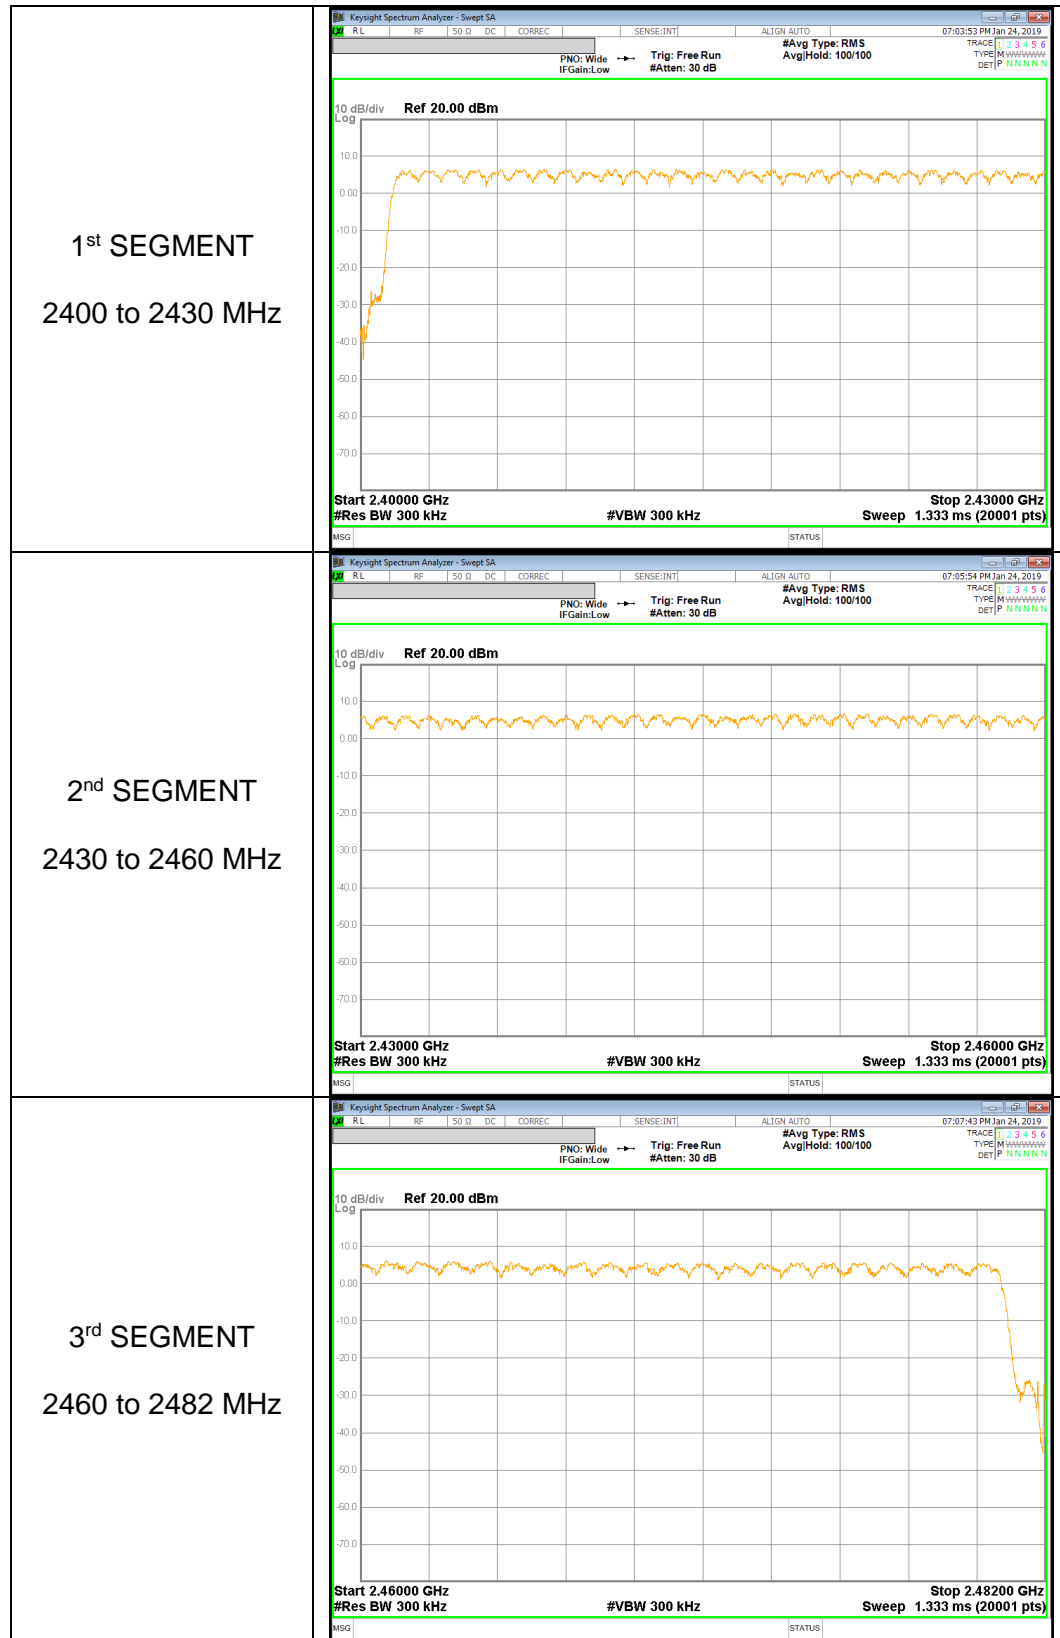 1st SEGMENT
2400 to 2430 MHz
Keysight Spectrum Analyzer - Swept SA
LXI RL RF 50 Ω DC CORREC SENSE:INT ALIGN AUTO 07:03:53 PM Jan 24, 2019
#Avg Type: RMS TRACE 1 2 3 4 5 6
PNO: Wide Trig: Free Run Avg|Hold: 100/100 TYPE M WWWWW
IFGain:Low #Atten: 30 dB DET P N N N N N
10 dB/div Ref 20.00 dBm
Log
10.0
0.00
-10.0
-20.0
-30.0
-40.0
-50.0
-60.0
-70.0
Start 2.40000 GHz Stop 2.43000 GHz
#Res BW 300 kHz #VBW 300 kHz Sweep 1.333 ms (20001 pts)
MSG STATUS
2nd SEGMENT
2430 to 2460 MHz
Keysight Spectrum Analyzer - Swept SA
LXI RL RF 50 Ω DC CORREC SENSE:INT ALIGN AUTO 07:05:54 PM Jan 24, 2019
#Avg Type: RMS TRACE 1 2 3 4 5 6
PNO: Wide Trig: Free Run Avg|Hold: 100/100 TYPE M WWWWW
IFGain:Low #Atten: 30 dB DET P N N N N N
10 dB/div Ref 20.00 dBm
Log
10.0
0.00
-10.0
-20.0
-30.0
-40.0
-50.0
-60.0
-70.0
Start 2.43000 GHz Stop 2.46000 GHz
#Res BW 300 kHz #VBW 300 kHz Sweep 1.333 ms (20001 pts)
MSG STATUS
3rd SEGMENT
2460 to 2482 MHz
Keysight Spectrum Analyzer - Swept SA
LXI RL RF 50 Ω DC CORREC SENSE:INT ALIGN AUTO 07:07:43 PM Jan 24, 2019
#Avg Type: RMS TRACE 1 2 3 4 5 6
PNO: Wide Trig: Free Run Avg|Hold: 100/100 TYPE M WWWWW
IFGain:Low #Atten: 30 dB DET P N N N N N
10 dB/div Ref 20.00 dBm
Log
10.0
0.00
-10.0
-20.0
-30.0
-40.0
-50.0
-60.0
-70.0
Start 2.46000 GHz Stop 2.48200 GHz
#Res BW 300 kHz #VBW 300 kHz Sweep 1.333 ms (20001 pts)
MSG STATUS